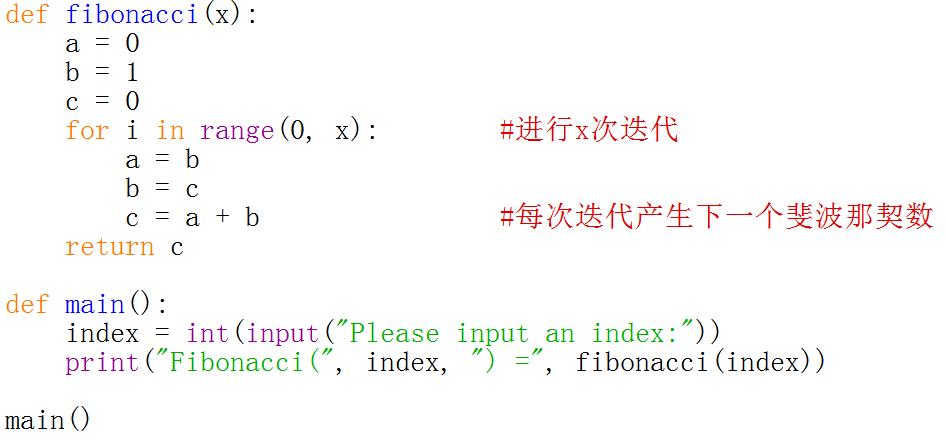 def fibonacci(x):
    a = 0
    b = 1
    c = 0
    for i in range(0, x):        #进行x次迭代
        a = b
        b = c
        c = a + b                #每次迭代产生下一个斐波那契数
    return c

def main():
    index = int(input("Please input an index:"))
    print("Fibonacci(", index, ") =", fibonacci(index))

main()